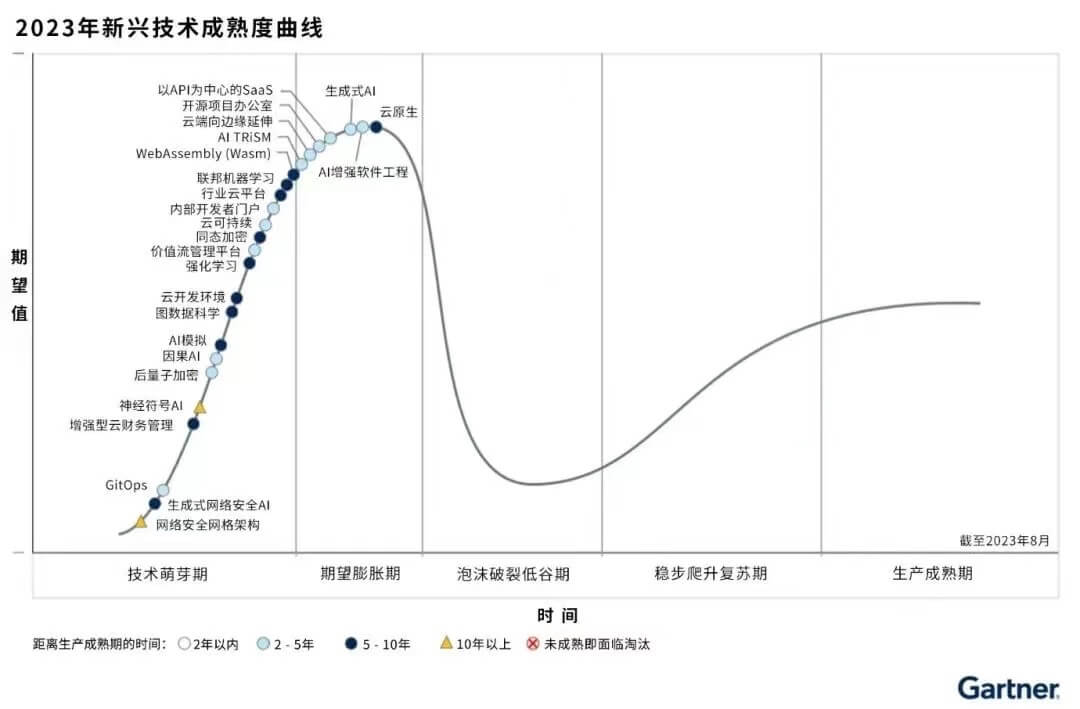 2023年新兴技术成熟度曲线
以API为中心的SaaS
开源项目办公室
云端向边缘延伸
AI TRiSM
WebAssembly (Wasm)
联邦机器学习
行业云平台
内部开发者门户
云可持续
同态加密
价值流管理平台
强化学习
云开发环境
图数据科学
AI模拟
因果AI
后量子加密
神经符号AI
增强型云财务管理
GitOps
生成式网络安全AI
网络安全网格架构
生成式AI
云原生
AI增强软件工程
期望值
截至2023年8月
技术萌芽期
期望膨胀期
泡沫破裂低谷期
稳步爬升复苏期
生产成熟期
时间
距离生产成熟期的时间： 2年以内 2 - 5年 5 - 10年 10年以上 未成熟即面临淘汰
Gartner